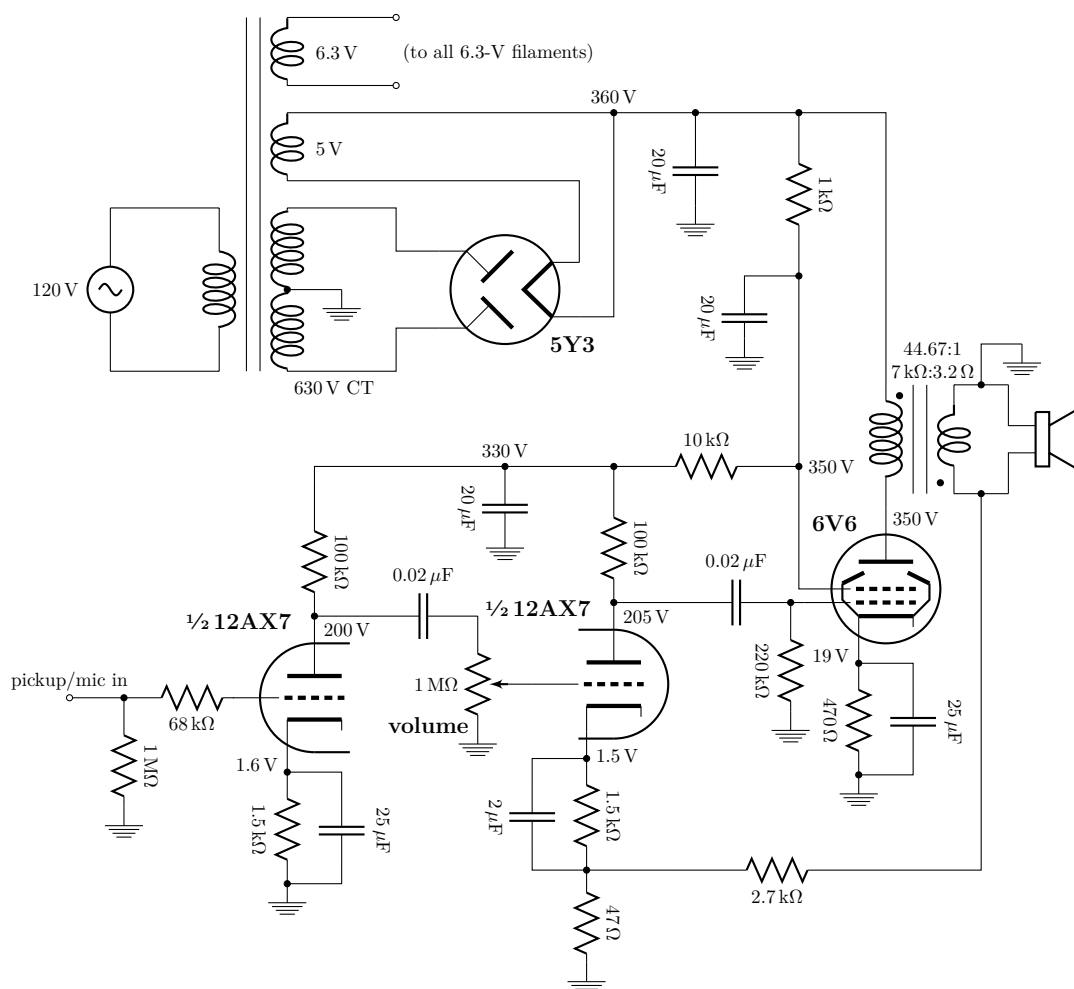 6.3 V
(to all 6.3-V filaments)
360 V
5 V
20 µF
1 kΩ
120 V
20 µF
5Y3
630 V CT
44.67:1
7 kΩ:3.2 Ω
10 kΩ
330 V
350 V
20 µF
6V6
350 V
100 kΩ
100 kΩ
0.02 µF
0.02 µF
½ 12AX7
200 V
½ 12AX7
205 V
19 V
220 kΩ
pickup/mic in
68 kΩ
1 MΩ
volume
470 Ω
25 µF
1 MΩ
1.6 V
1.5 V
1.5 kΩ
25 µF
2 µF
1.5 kΩ
2.7 kΩ
47 Ω